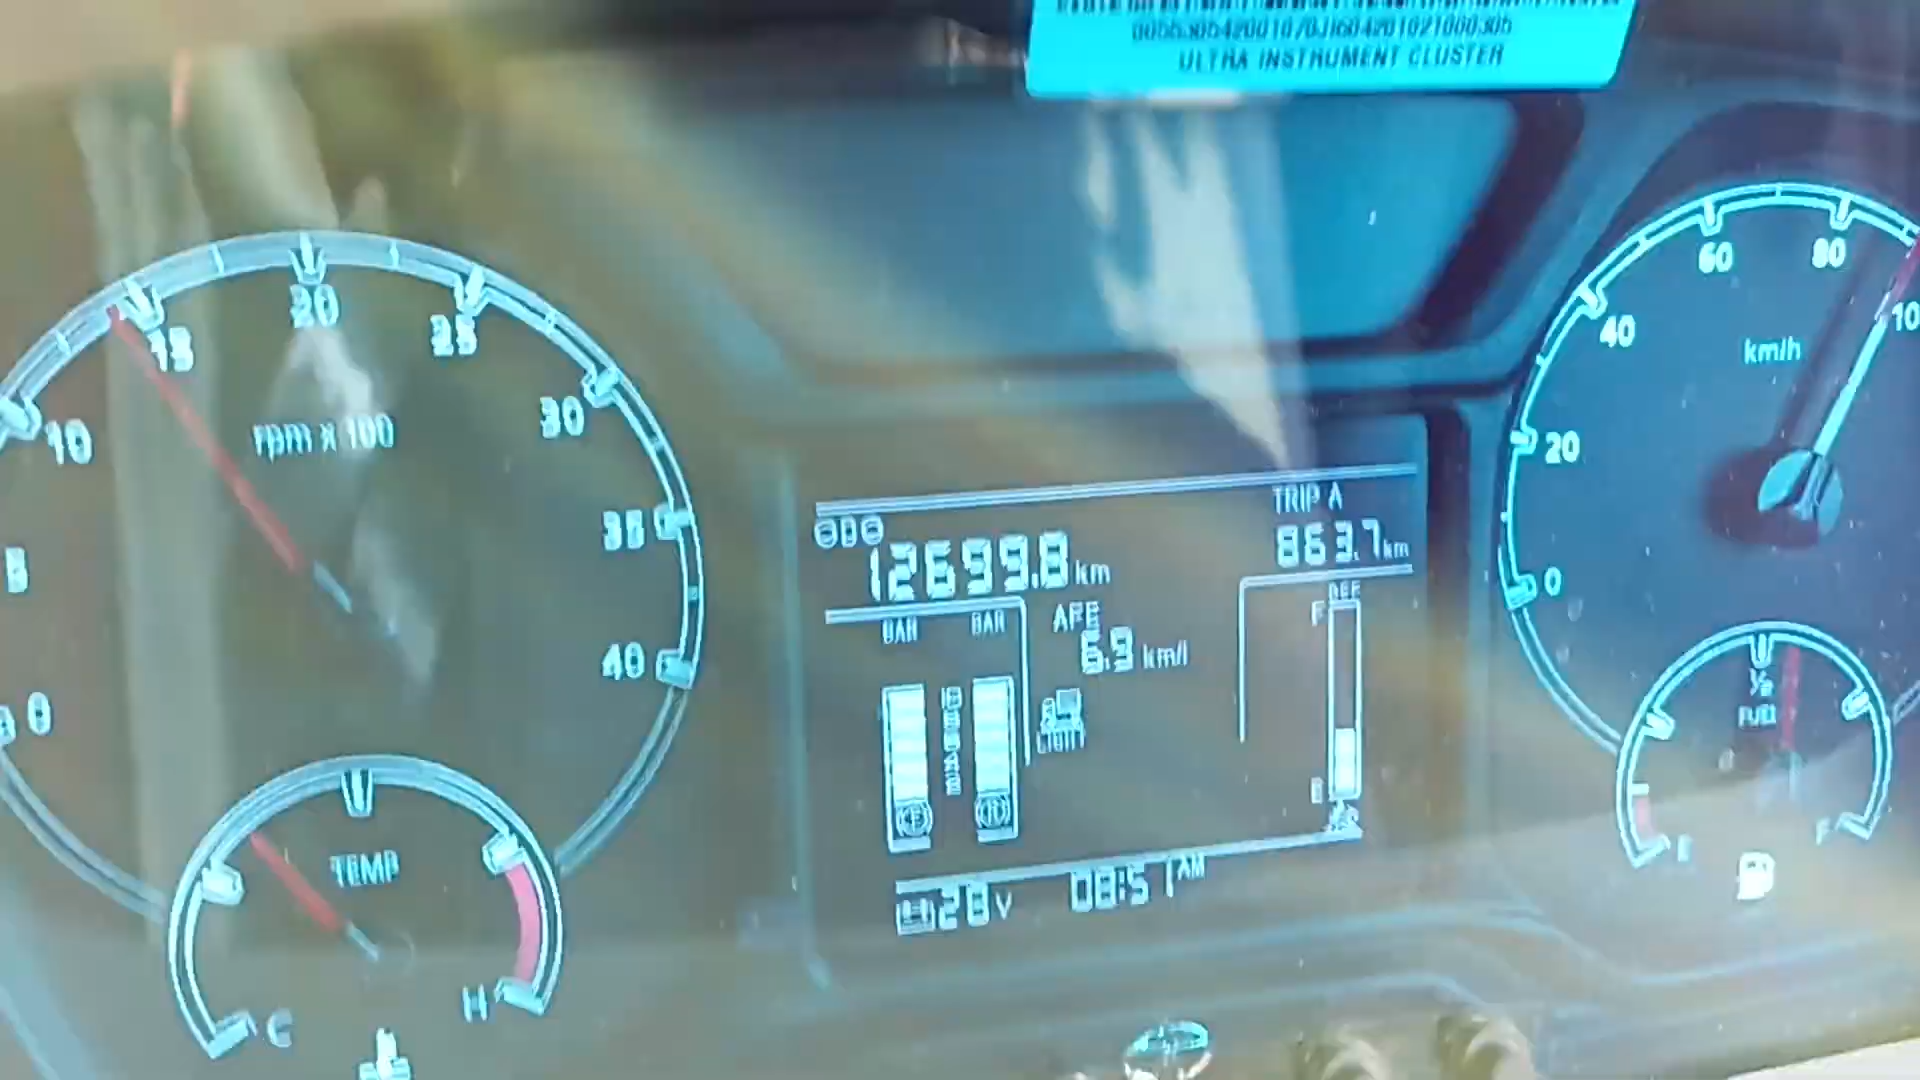 ULTRA INSTRUMENT CLUSTER
0 5 10 15 20 25 30 35 40
rpm x 100
TEMP
C H
ODO
12699.8 km
TRIP A
863.7 km
BAR BAR
AFE
6.9 km/l
LIGHT
DEF
F
E
28 V 08:51 AM
0 20 40 60 80
km/h
1/2
FUEL
E F